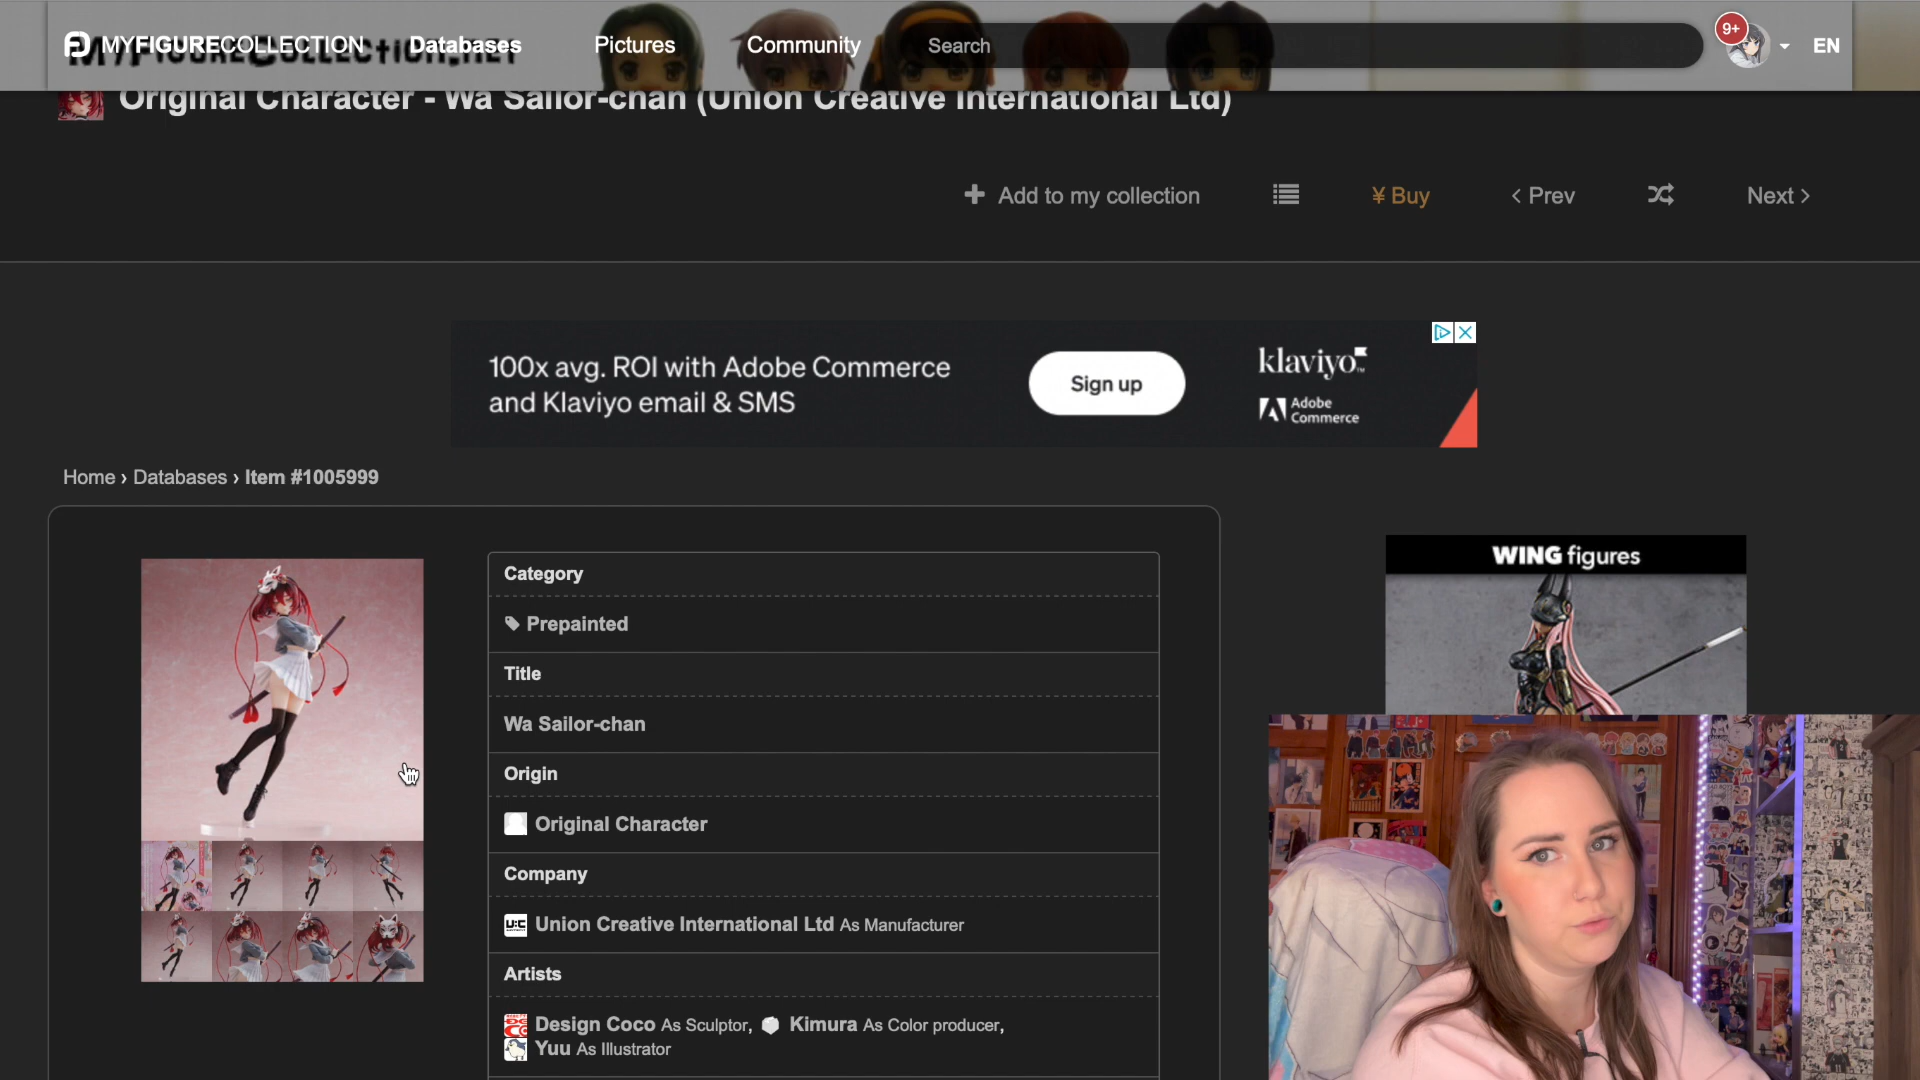 MYFIGURECOLLECTION
MYFIGURECOLLECTION.NET
Databases
Pictures
Community
Search
9+
EN
Original Character - Wa Sailor-chan (Union Creative International Ltd)
Add to my collection
¥ Buy
‹ Prev
Next ›
100x avg. ROI with Adobe Commerce
and Klaviyo email & SMS
Sign up
klaviyo
Adobe
Commerce
Home › Databases › Item #1005999
Category
Prepainted
Title
Wa Sailor-chan
Origin
Original Character
Company
Union Creative International Ltd As Manufacturer
Artists
Design Coco As Sculptor, Kimura As Color producer,
Yuu As Illustrator
WING figures